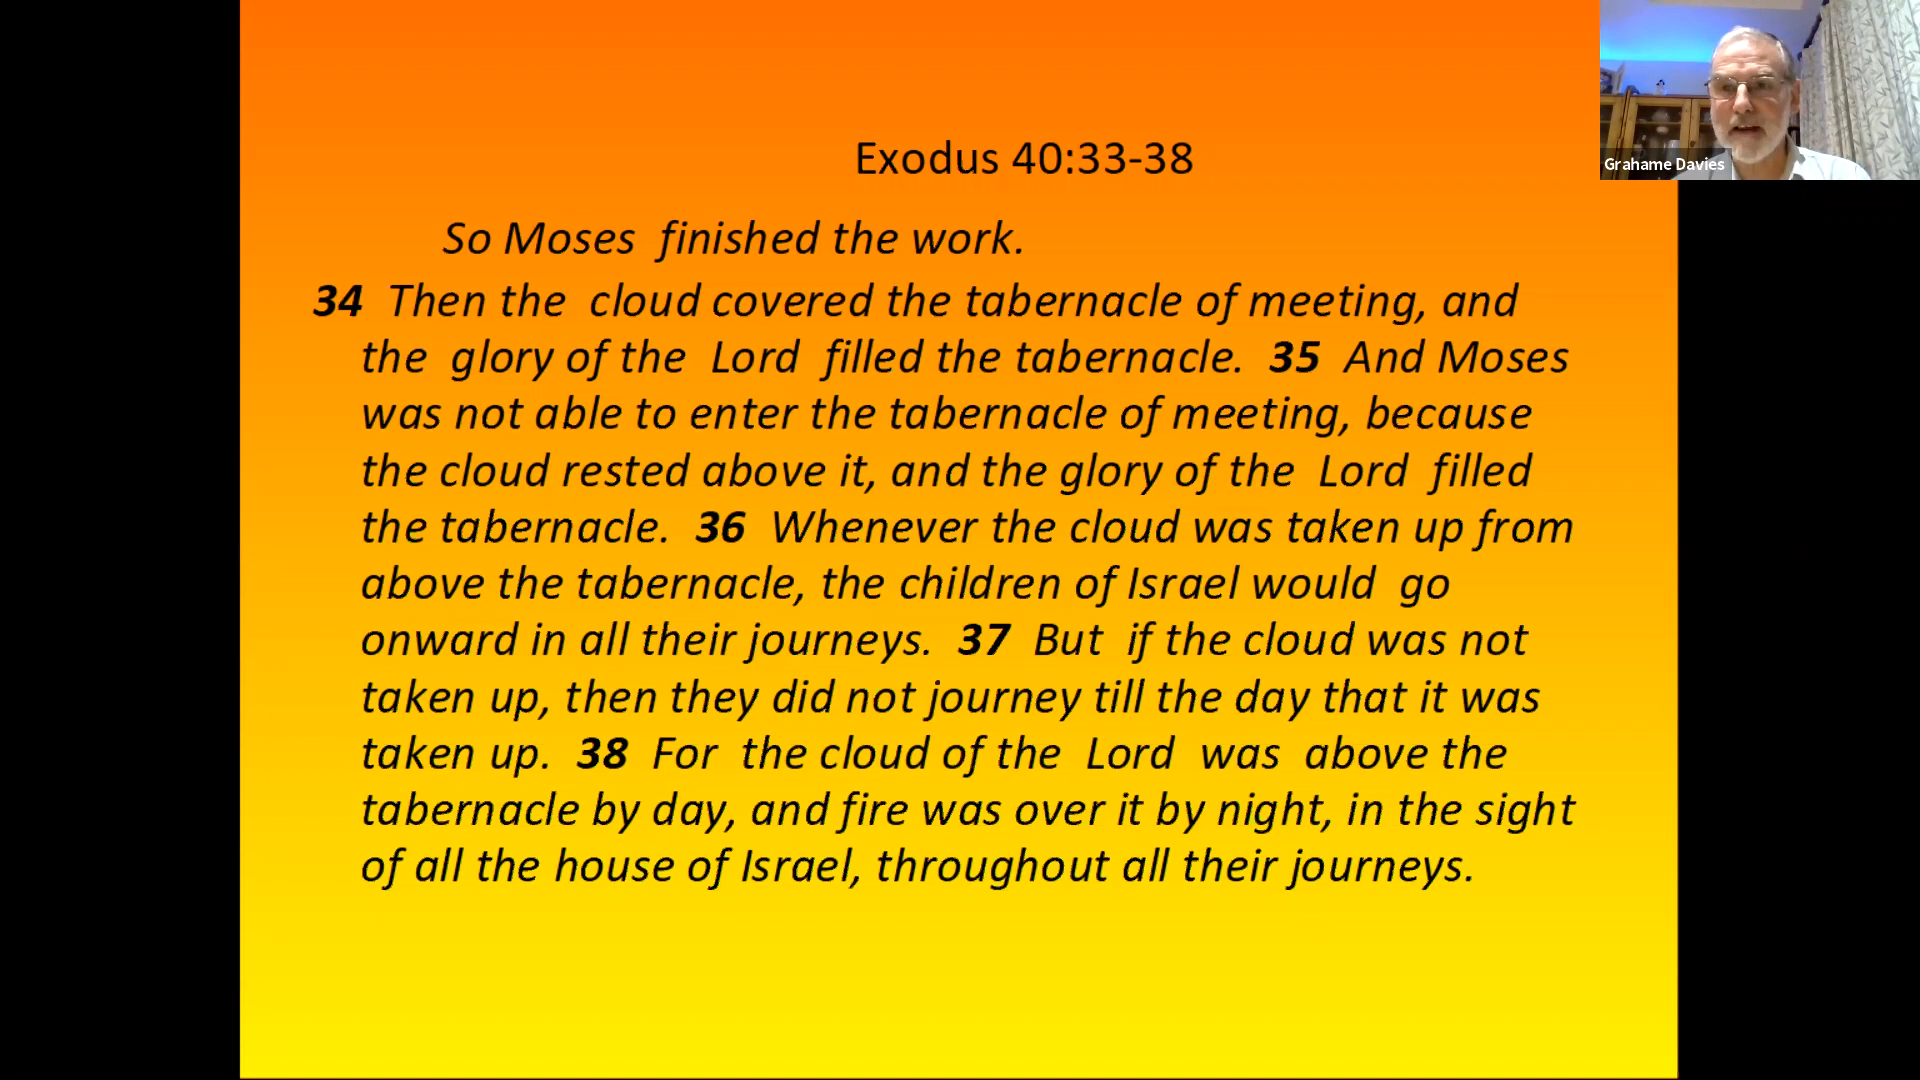 Exodus 40:33-38
So Moses finished the work.
34 Then the cloud covered the tabernacle of meeting, and
the glory of the Lord filled the tabernacle. 35 And Moses
was not able to enter the tabernacle of meeting, because
the cloud rested above it, and the glory of the Lord filled
the tabernacle. 36 Whenever the cloud was taken up from
above the tabernacle, the children of Israel would go
onward in all their journeys. 37 But if the cloud was not
taken up, then they did not journey till the day that it was
taken up. 38 For the cloud of the Lord was above the
tabernacle by day, and fire was over it by night, in the sight
of all the house of Israel, throughout all their journeys.
Grahame Davies